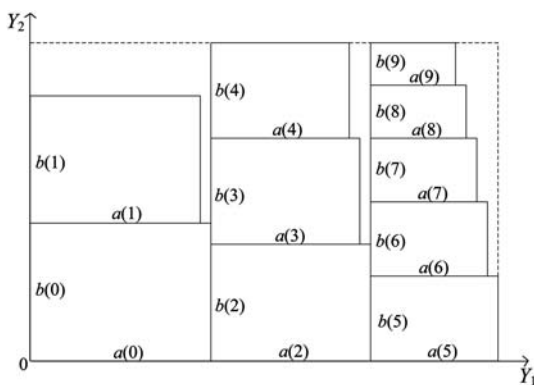 Y₂
b(9)
a(9)
b(4)
b(8)
a(4)
a(8)
b(1)
b(7)
b(3)
a(7)
a(1)
a(3)
b(6)
a(6)
b(0)
b(2)
b(5)
a(0)
a(2)
a(5)
0
Y₁